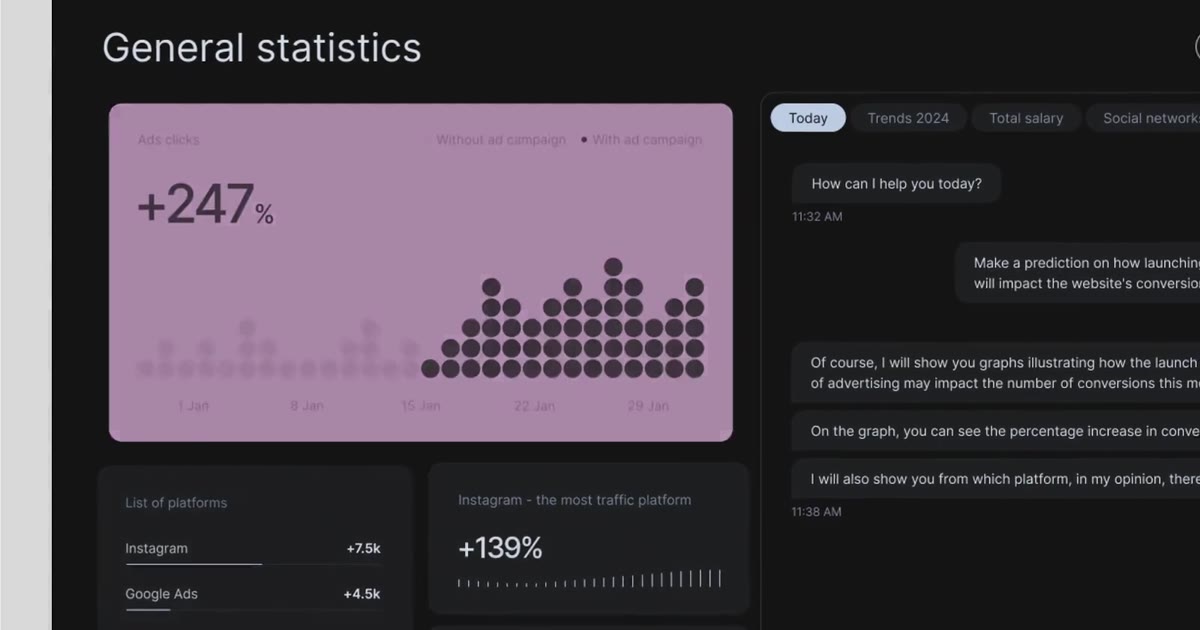 General statistics
Ads clicks
Without ad campaign
With ad campaign
+247%
1 Jan
8 Jan
15 Jan
22 Jan
29 Jan
List of platforms
Instagram
+7.5k
Google Ads
+4.5k
Instagram - the most traffic platform
+139%
Today
Trends 2024
Total salary
Social network
How can I help you today?
11:32 AM
Make a prediction on how launching
will impact the website's
Of course, I will show you graphs illustrating how the launch
of advertising may impact the number of conversions this
On the graph, you can see the percentage increase in
I will also show you from which platform, in my opinion, there
11:38 AM